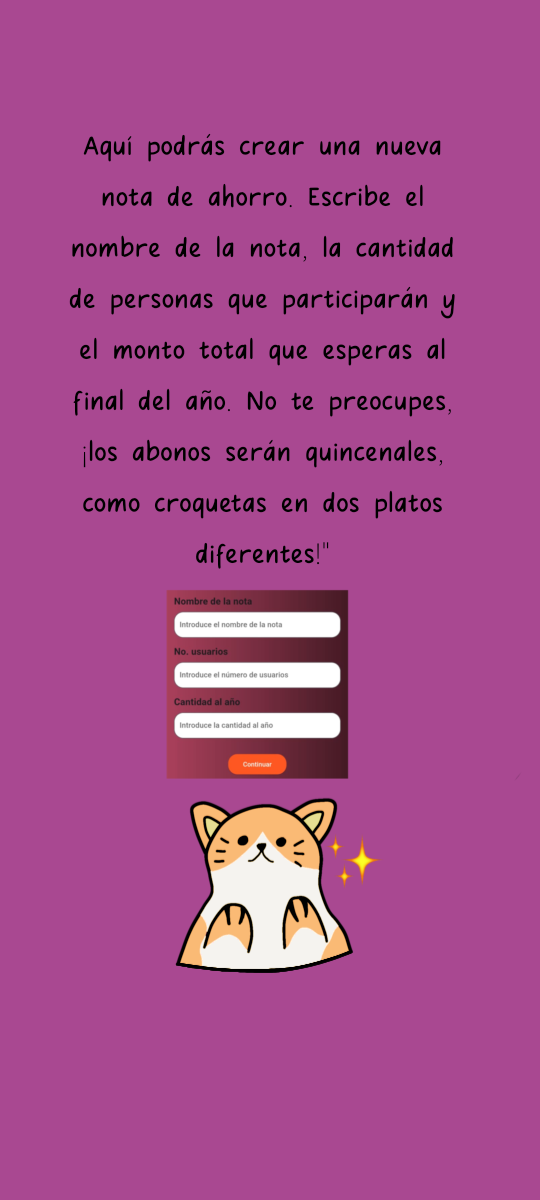 Aquí podrás crear una nueva
nota de ahorro. Escribe el
nombre de la nota, la cantidad
de personas que participarán y
el monto total que esperas al
final del año. No te preocupes,
¡los abonos serán quincenales,
como croquetas en dos platos
diferentes!"
Nombre de la nota
Introduce el nombre de la nota
No. usuarios
Introduce el número de usuarios
Cantidad al año
Introduce la cantidad al año
Continuar